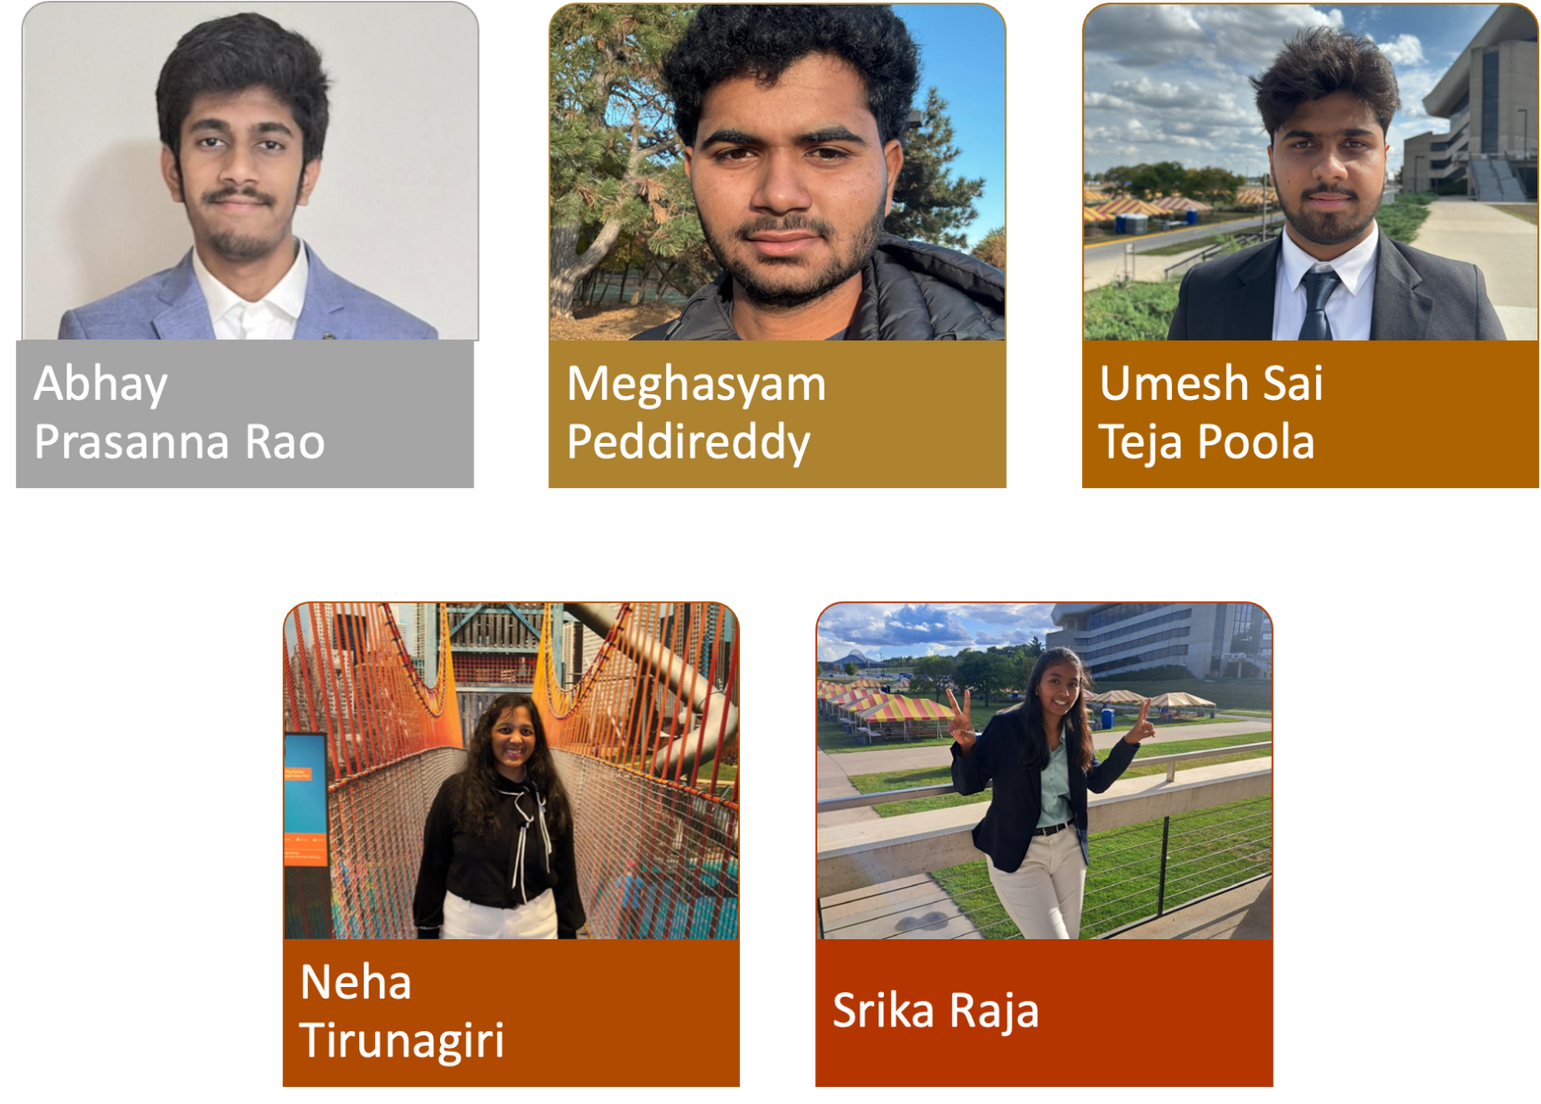 Abhay
Prasanna Rao
Meghasyam
Peddireddy
Umesh Sai
Teja Poola
Neha
Tirunagiri
Srika Raja